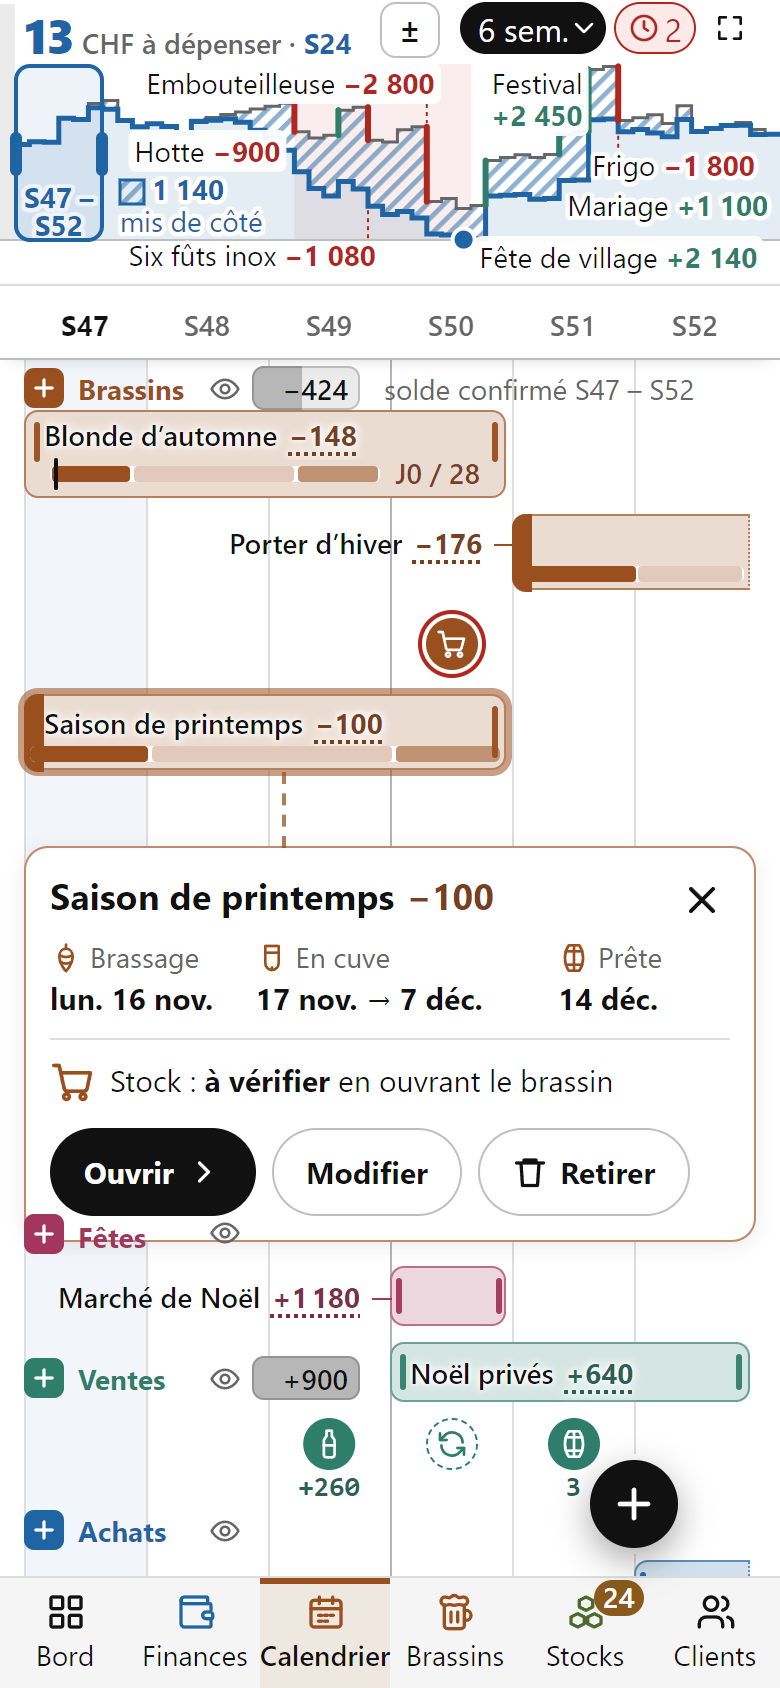 13 CHF à dépenser · S24
±
6 sem.
2
Embouteilleuse −2 800
Festival
+2 450
Hotte −900
Frigo −1 800
1 140
mis de côté
S47 –
S52
Mariage +1 100
Six fûts inox −1 080
Fête de village +2 140
S47 S48 S49 S50 S51 S52
Brassins −424 solde confirmé S47 – S52
Blonde d’automne −148
J0 / 28
Porter d’hiver −176
Saison de printemps −100
Saison de printemps −100
Brassage En cuve Prête
lun. 16 nov. 17 nov. → 7 déc. 14 déc.
Stock : à vérifier en ouvrant le brassin
Ouvrir Modifier Retirer
Fêtes
Marché de Noël +1 180
Ventes +900 Noël privés +640
+260 3
Achats
24
Bord Finances Calendrier Brassins Stocks Clients